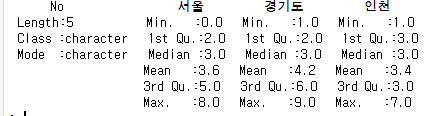 No 서울 경기도 인천
Length:5 Min. :0.0 Min. :1.0 Min. :1.0
Class :character 1st Qu.:2.0 1st Qu.:2.0 1st Qu.:3.0
Mode :character Median :3.0 Median :3.0 Median :3.0
Mean :3.6 Mean :4.2 Mean :3.4
3rd Qu.:5.0 3rd Qu.:6.0 3rd Qu.:3.0
Max. :8.0 Max. :9.0 Max. :7.0